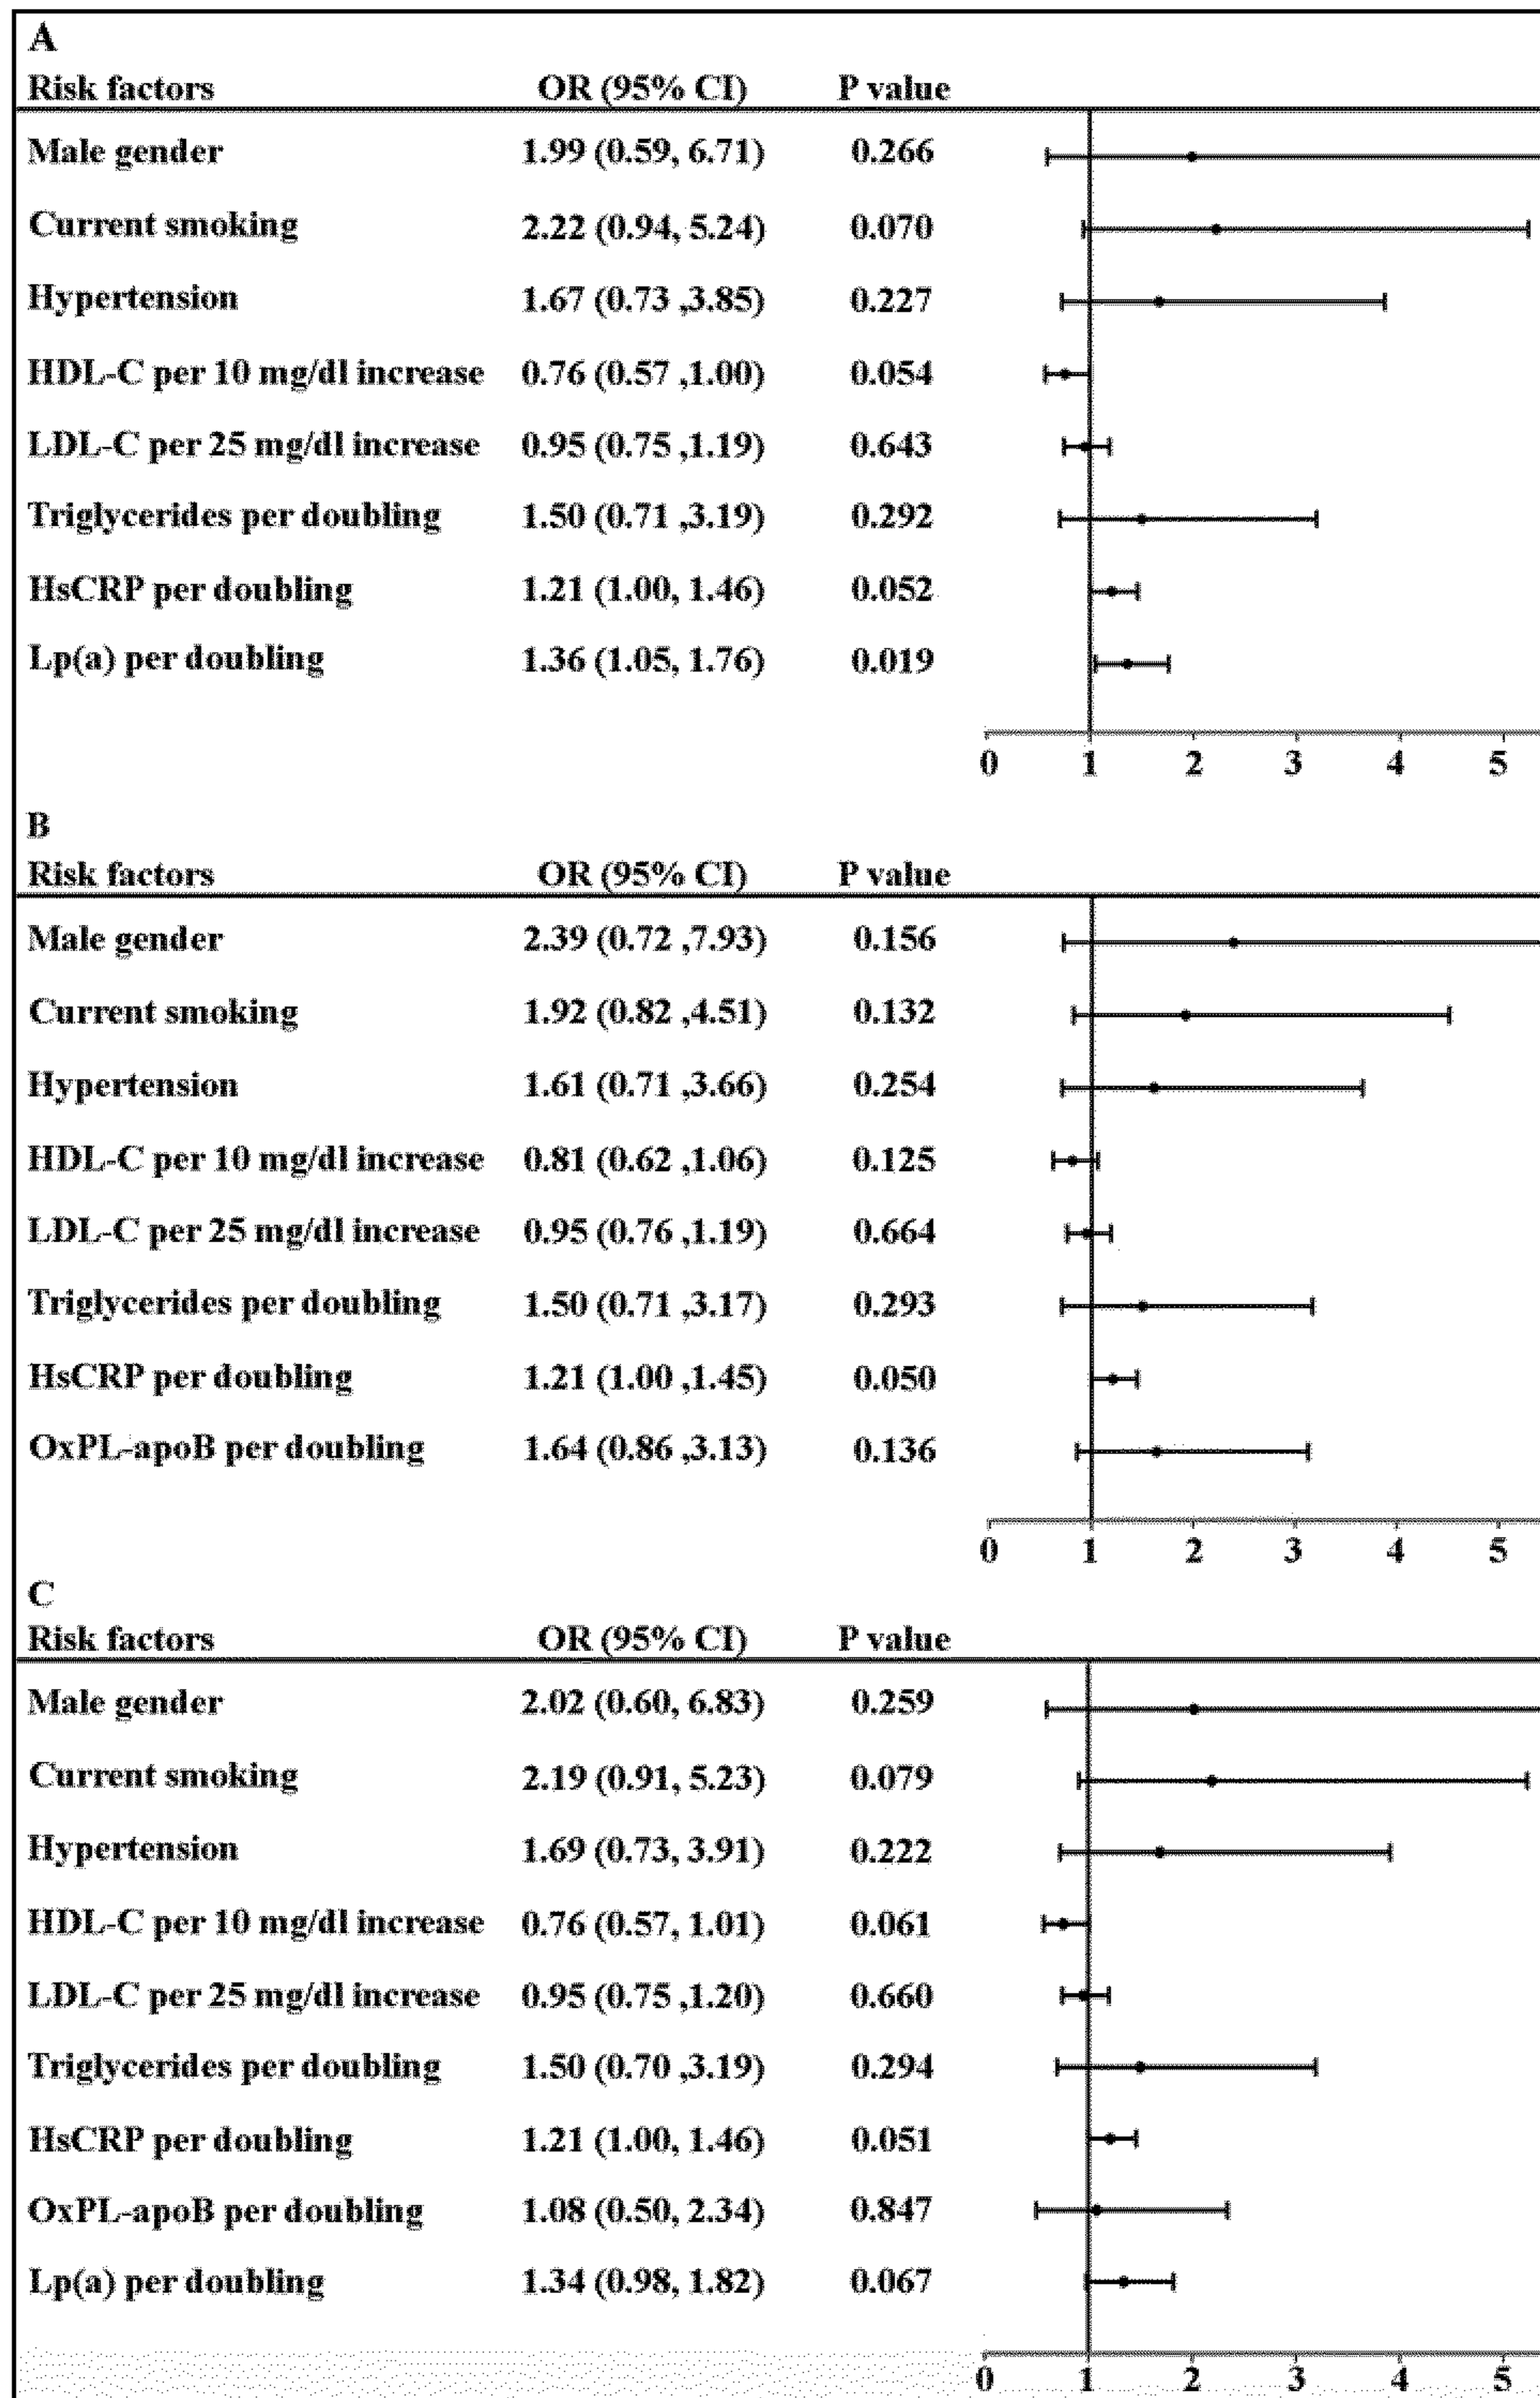 A
Risk factors OR (95% CI) P value
Male gender 1.99 (0.59, 6.71) 0.266
Current smoking 2.22 (0.94, 5.24) 0.070
Hypertension 1.67 (0.73 ,3.85) 0.227
HDL-C per 10 mg/dl increase 0.76 (0.57 ,1.00) 0.054
LDL-C per 25 mg/dl increase 0.95 (0.75 ,1.19) 0.643
Triglycerides per doubling 1.50 (0.71 ,3.19) 0.292
HsCRP per doubling 1.21 (1.00, 1.46) 0.052
Lp(a) per doubling 1.36 (1.05, 1.76) 0.019
0 1 2 3 4 5
B
Risk factors OR (95% CI) P value
Male gender 2.39 (0.72 ,7.93) 0.156
Current smoking 1.92 (0.82 ,4.51) 0.132
Hypertension 1.61 (0.71 ,3.66) 0.254
HDL-C per 10 mg/dl increase 0.81 (0.62 ,1.06) 0.125
LDL-C per 25 mg/dl increase 0.95 (0.76 ,1.19) 0.664
Triglycerides per doubling 1.50 (0.71 ,3.17) 0.293
HsCRP per doubling 1.21 (1.00 ,1.45) 0.050
OxPL-apoB per doubling 1.64 (0.86 ,3.13) 0.136
0 1 2 3 4 5
C
Risk factors OR (95% CI) P value
Male gender 2.02 (0.60, 6.83) 0.259
Current smoking 2.19 (0.91, 5.23) 0.079
Hypertension 1.69 (0.73, 3.91) 0.222
HDL-C per 10 mg/dl increase 0.76 (0.57, 1.01) 0.061
LDL-C per 25 mg/dl increase 0.95 (0.75 ,1.20) 0.660
Triglycerides per doubling 1.50 (0.70 ,3.19) 0.294
HsCRP per doubling 1.21 (1.00, 1.46) 0.051
OxPL-apoB per doubling 1.08 (0.50, 2.34) 0.847
Lp(a) per doubling 1.34 (0.98, 1.82) 0.067
0 1 2 3 4 5